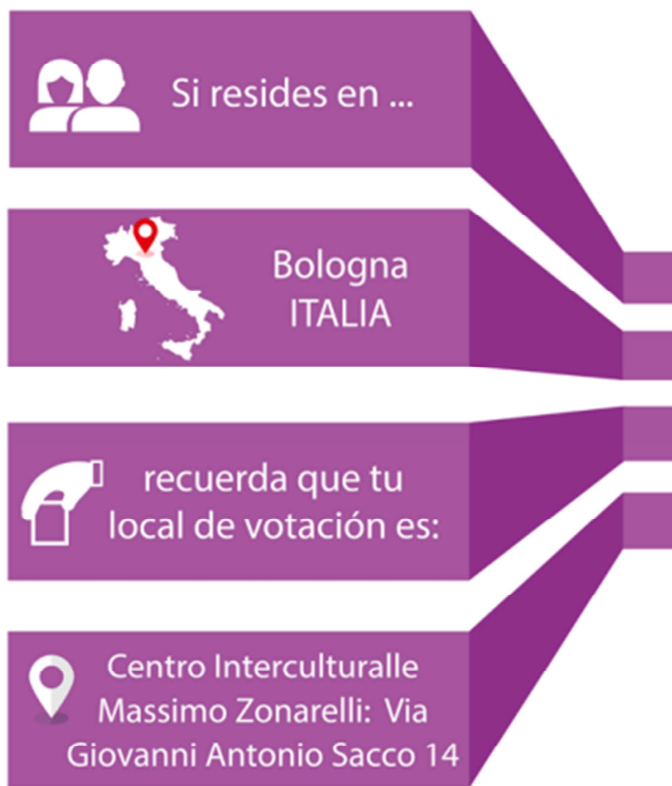 Si resides en ...
Bologna
ITALIA
recuerda que tu
local de votación es:
Centro Interculturalle
Massimo Zonarelli: Via
Giovanni Antonio Sacco 14